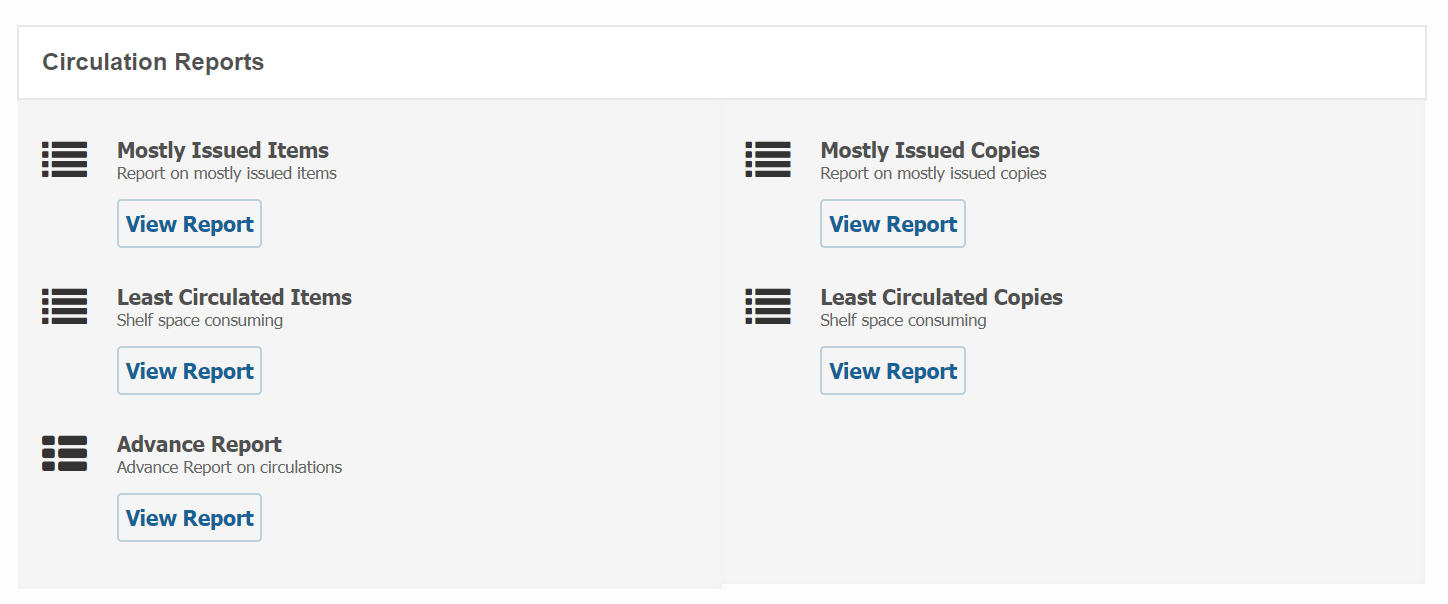 Circulation Reports
Mostly Issued Items
Report on mostly issued items
View Report
Mostly Issued Copies
Report on mostly issued copies
View Report
Least Circulated Items
Shelf space consuming
View Report
Least Circulated Copies
Shelf space consuming
View Report
Advance Report
Advance Report on circulations
View Report